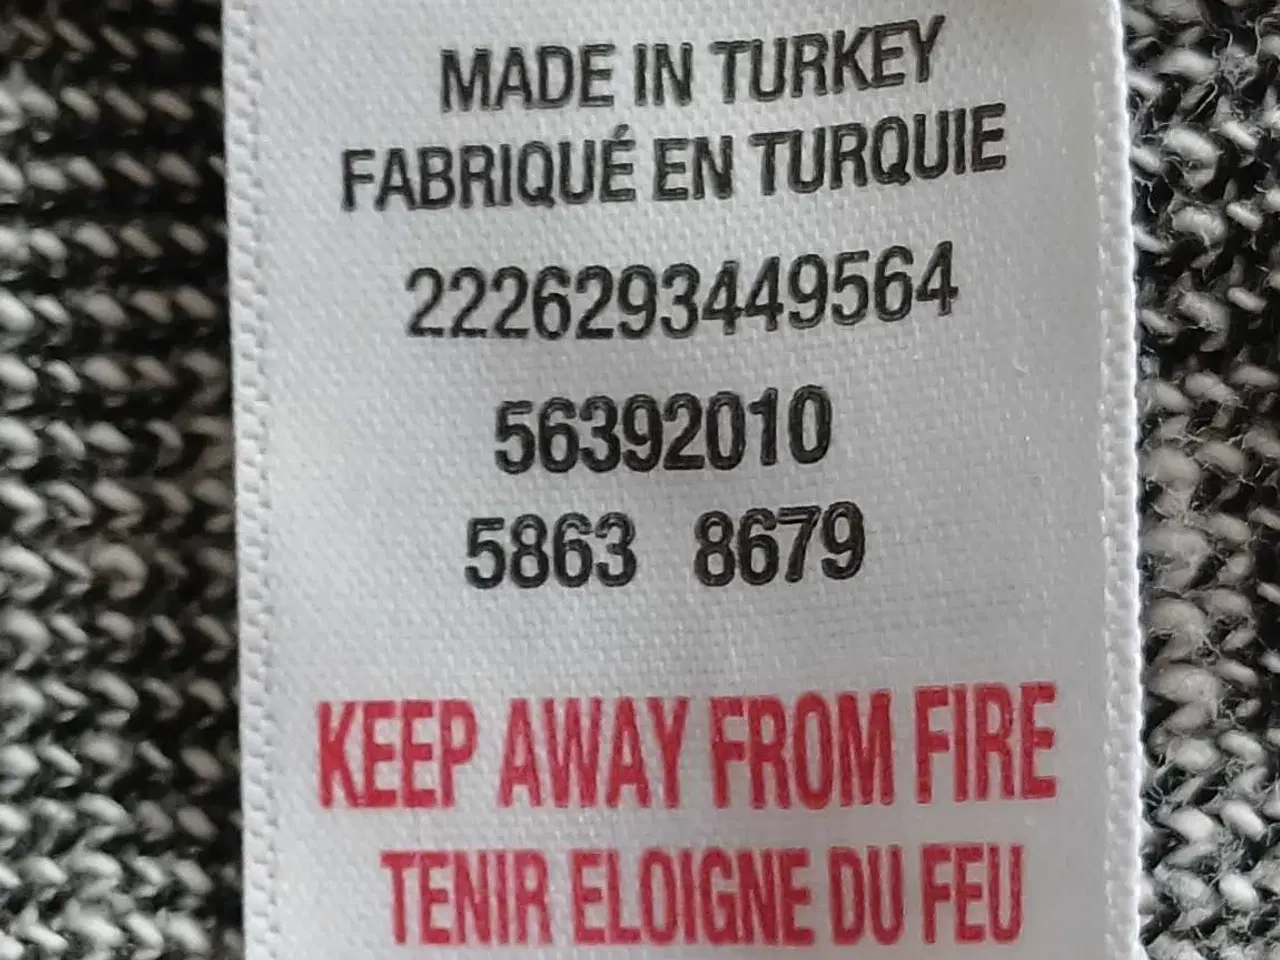 MADE IN TURKEY
FABRIQUÉ EN TURQUIE
2226293449564
56392010
5863 8679
KEEP AWAY FROM FIRE
TENIR ELOIGNE DU FEU